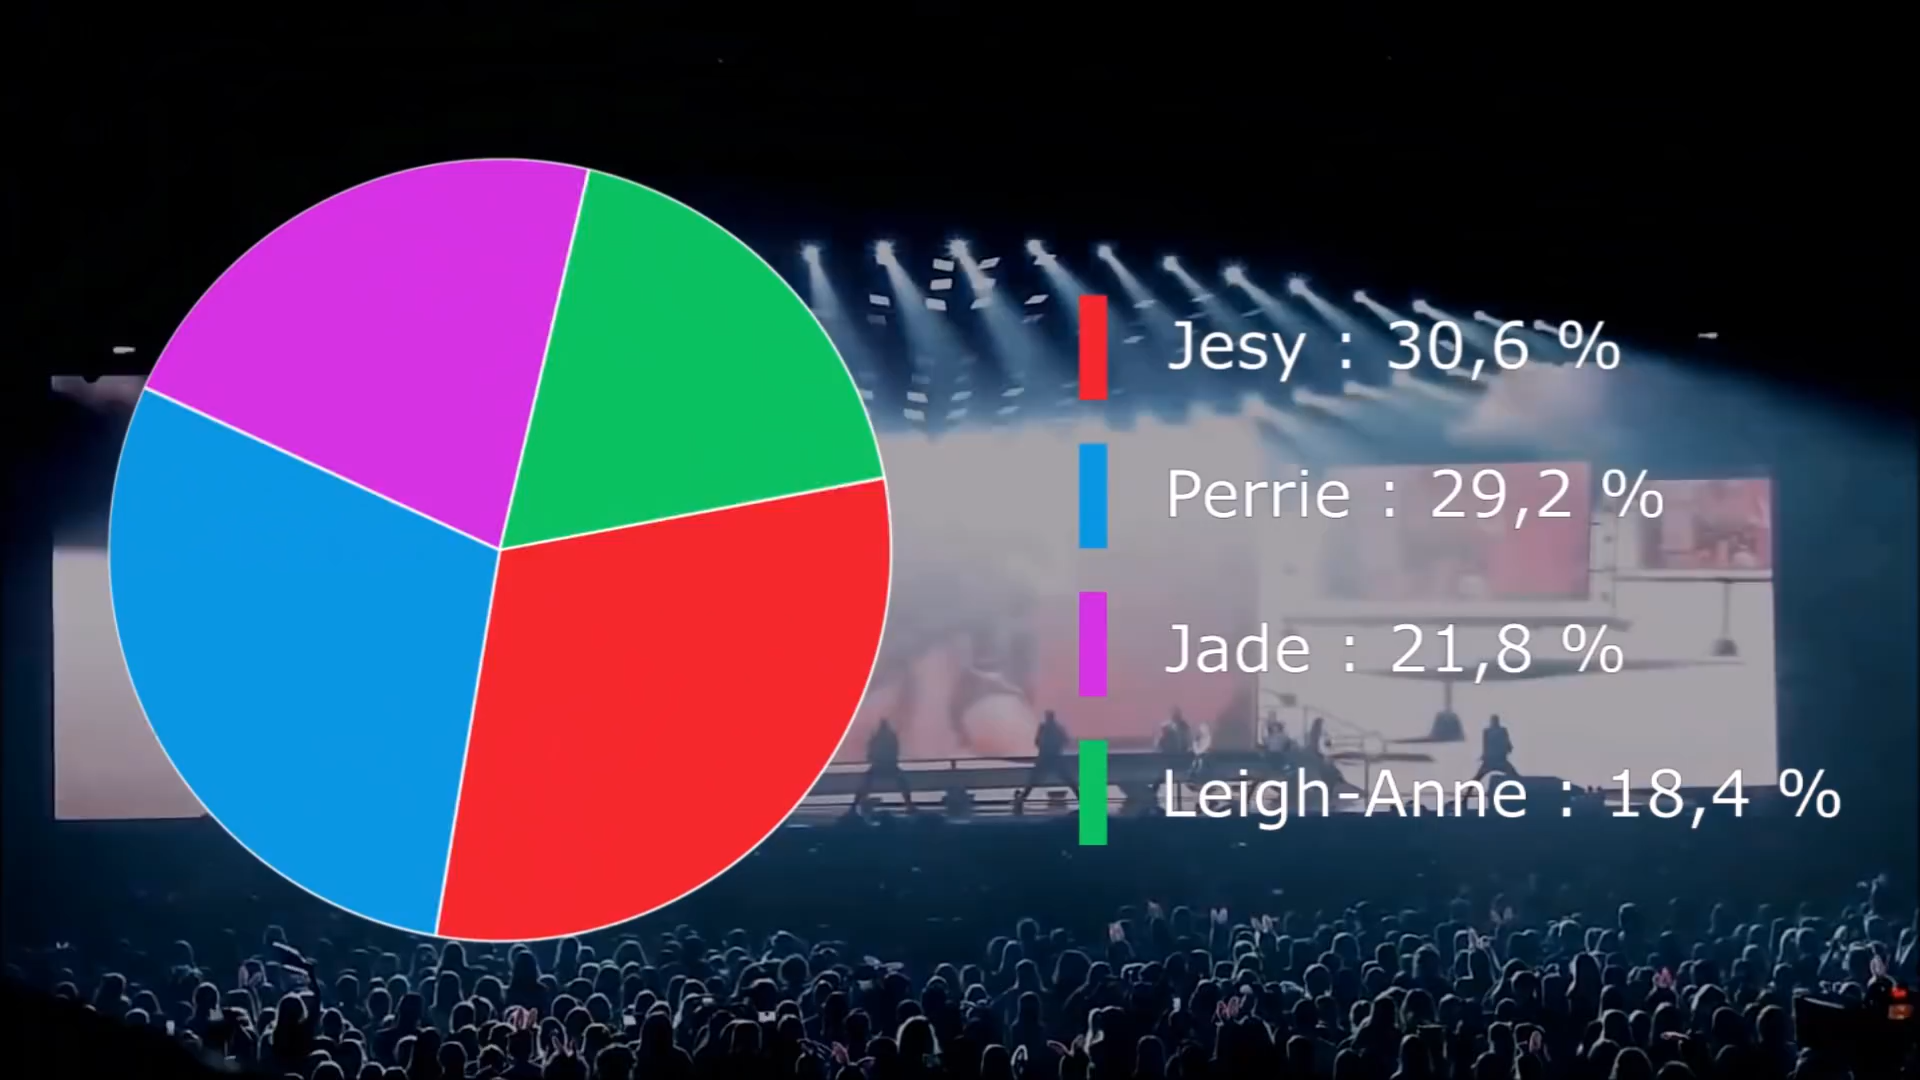 Jesy : 30,6 %
Perrie : 29,2 %
Jade : 21,8 %
Leigh-Anne : 18,4 %